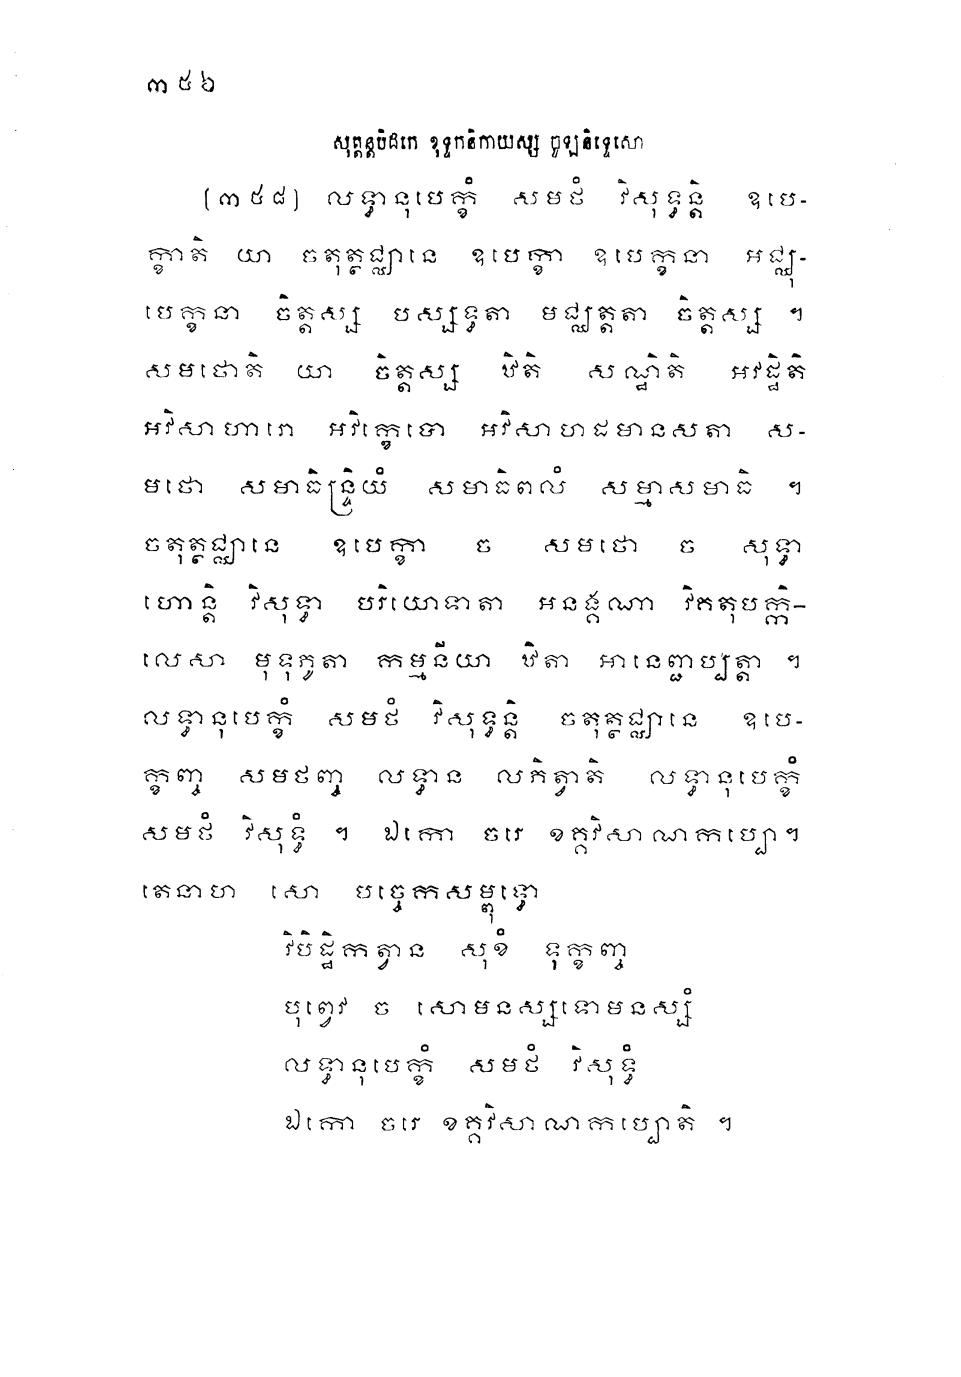 ៣៥៦
សុត្តន្តបិដកេ ខុទ្ទកនិកាយស្ស ចូឡនិទ្ទេសោ
(៣៥៨) លទ្ធានុបេក្ខំ សមថំ វិសុទ្ធន្តិ ឧបេ-
ក្ខាតិ យា ចតុត្ថជ្ឈានេ ឧបេក្ខា ឧបេក្ខនា អជ្ឈុ-
បេក្ខនា ចិត្តស្ស បស្សទ្ធតា មជ្ឈត្តតា ចិត្តស្ស ។
សមថោតិ យា ចិត្តស្ស ឋិតិ សណ្ឋិតិ អវដ្ឋិតិ
អវិសាហារោ អវិក្ខេបោ អវិសាហដមានសតា ស-
មថោ សមាធិន្ទ្រិយំ សមាធិពលំ សម្មាសមាធិ ។
ចតុត្ថជ្ឈានេ ឧបេក្ខា ច សមថោ ច សុទ្ធា
ហោន្តិ វិសុទ្ធា បរិយោទាតា អនង្គណា វិគតុបក្កិ-
លេសា មុទុភូតា កម្មនីយា ឋិតា អានេញ្ជប្បត្តា ។
លទ្ធានុបេក្ខំ សមថំ វិសុទ្ធន្តិ ចតុត្ថជ្ឈានេ ឧបេ-
ក្ខញ្ច សមថញ្ច លទ្ធាន លភិត្វាតិ លទ្ធានុបេក្ខំ
សមថំ វិសុទ្ធំ ។ ឯកោ ចរេ ខគ្គវិសាណកប្បោ។
តេនាហ សោ បច្ចេកសម្ពុទ្ធោ
វិបិដ្ឋិកត្វាន សុខំ ទុក្ខញ្ច
បុព្វេវ ច សោមនស្សទោមនស្សំ
លទ្ធានុបេក្ខំ សមថំ វិសុទ្ធំ
ឯកោ ចរេ ខគ្គវិសាណកប្បោតិ ។